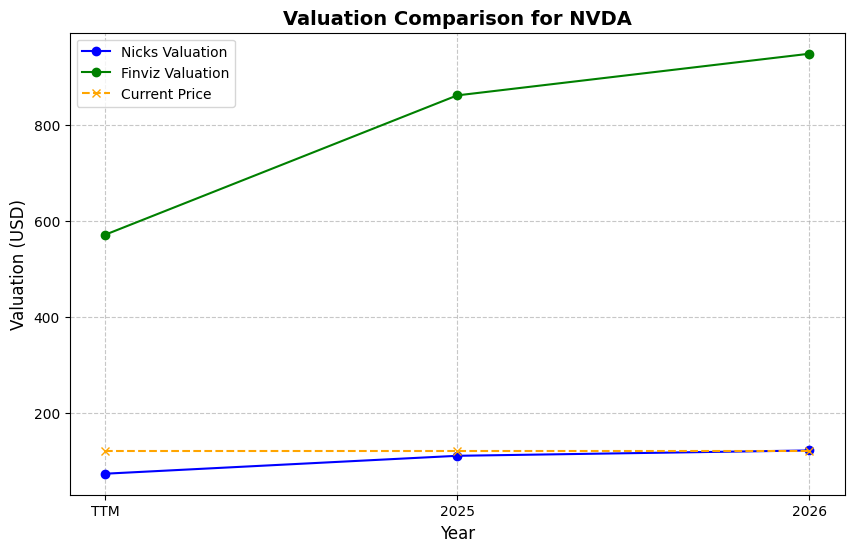 Valuation Comparison for NVDA
Nicks Valuation
Finviz Valuation
Current Price
Valuation (USD)
800
600
400
200
TTM
2025
2026
Year